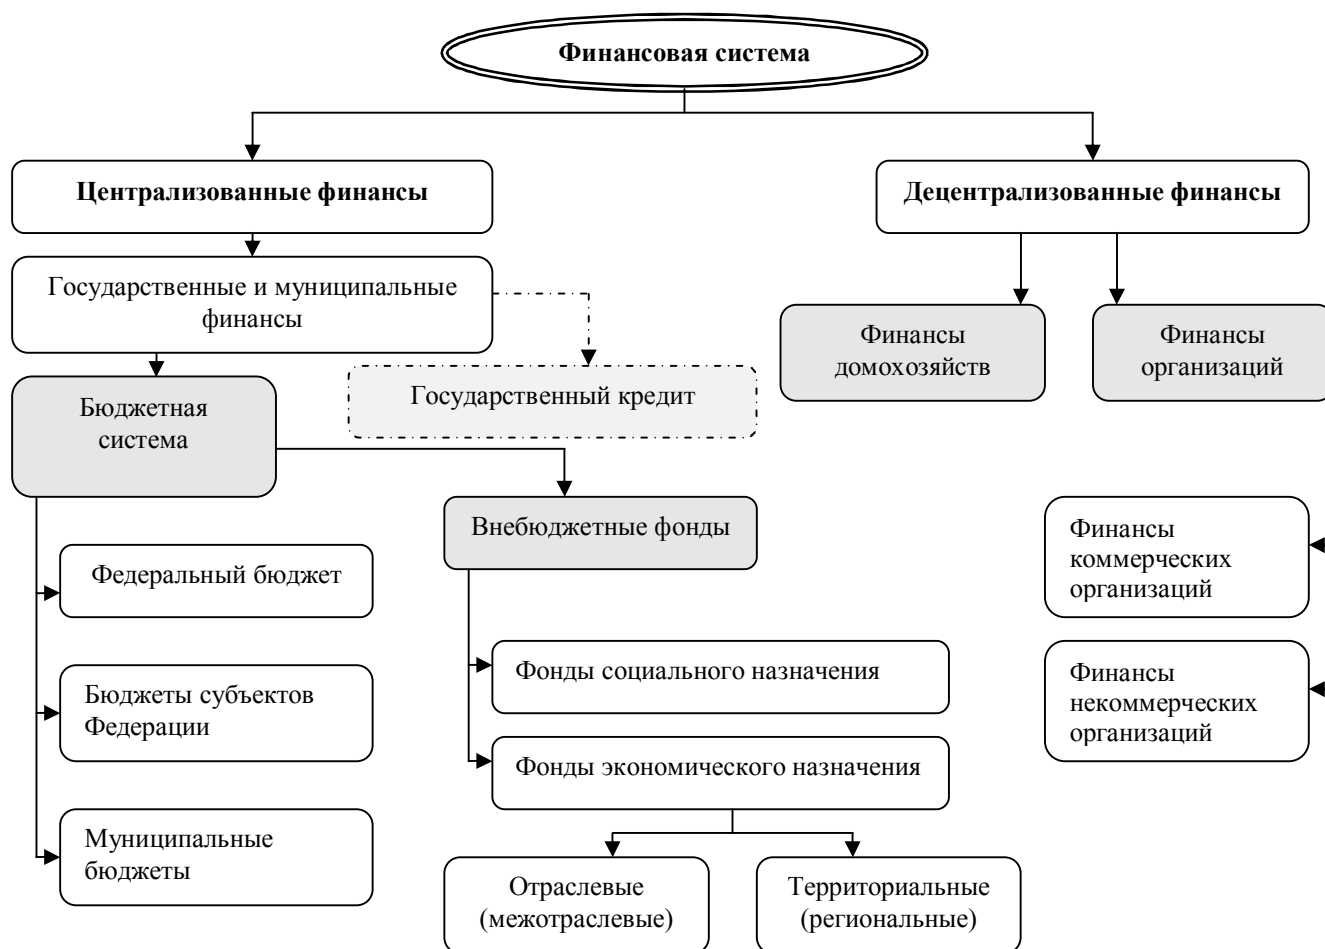 Финансовая система
Централизованные финансы
Децентрализованные финансы
Государственные и муниципальные
финансы
Финансы
домохозяйств
Финансы
организаций
Государственный кредит
Бюджетная
система
Внебюджетные фонды
Финансы
коммерческих
организаций
Федеральный бюджет
Фонды социального назначения
Финансы
некоммерческих
организаций
Бюджеты субъектов
Федерации
Фонды экономического назначения
Муниципальные
бюджеты
Отраслевые
(межотраслевые)
Территориальные
(региональные)